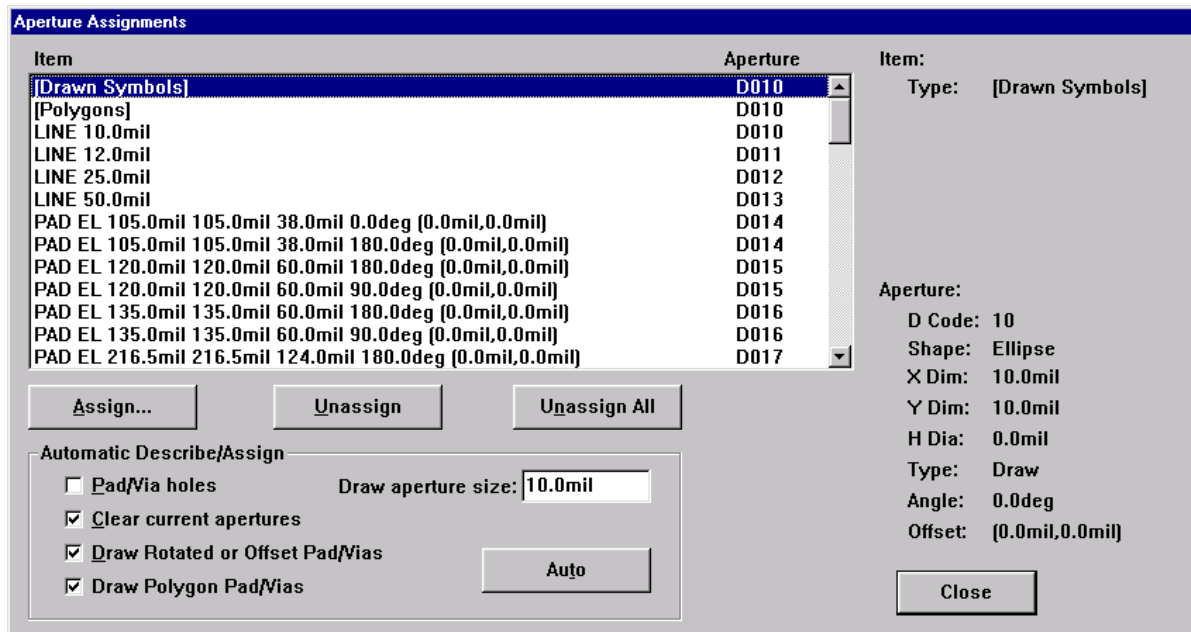 Aperture Assignments
Item Aperture
[Drawn Symbols] D010
[Polygons] D010
LINE 10.0mil D010
LINE 12.0mil D011
LINE 25.0mil D012
LINE 50.0mil D013
PAD EL 105.0mil 105.0mil 38.0mil 0.0deg (0.0mil,0.0mil) D014
PAD EL 105.0mil 105.0mil 38.0mil 180.0deg (0.0mil,0.0mil) D014
PAD EL 120.0mil 120.0mil 60.0mil 180.0deg (0.0mil,0.0mil) D015
PAD EL 120.0mil 120.0mil 60.0mil 90.0deg (0.0mil,0.0mil) D015
PAD EL 135.0mil 135.0mil 60.0mil 180.0deg (0.0mil,0.0mil) D016
PAD EL 135.0mil 135.0mil 60.0mil 90.0deg (0.0mil,0.0mil) D016
PAD EL 216.5mil 216.5mil 124.0mil 180.0deg (0.0mil,0.0mil) D017
Assign... Unassign Unassign All
Automatic Describe/Assign
Pad/Via holes
Draw aperture size: 10.0mil
Clear current apertures
Draw Rotated or Offset Pad/Vias
Draw Polygon Pad/Vias
Auto
Item:
Type: [Drawn Symbols]
Aperture:
D Code: 10
Shape: Ellipse
X Dim: 10.0mil
Y Dim: 10.0mil
H Dia: 0.0mil
Type: Draw
Angle: 0.0deg
Offset: (0.0mil,0.0mil)
Close